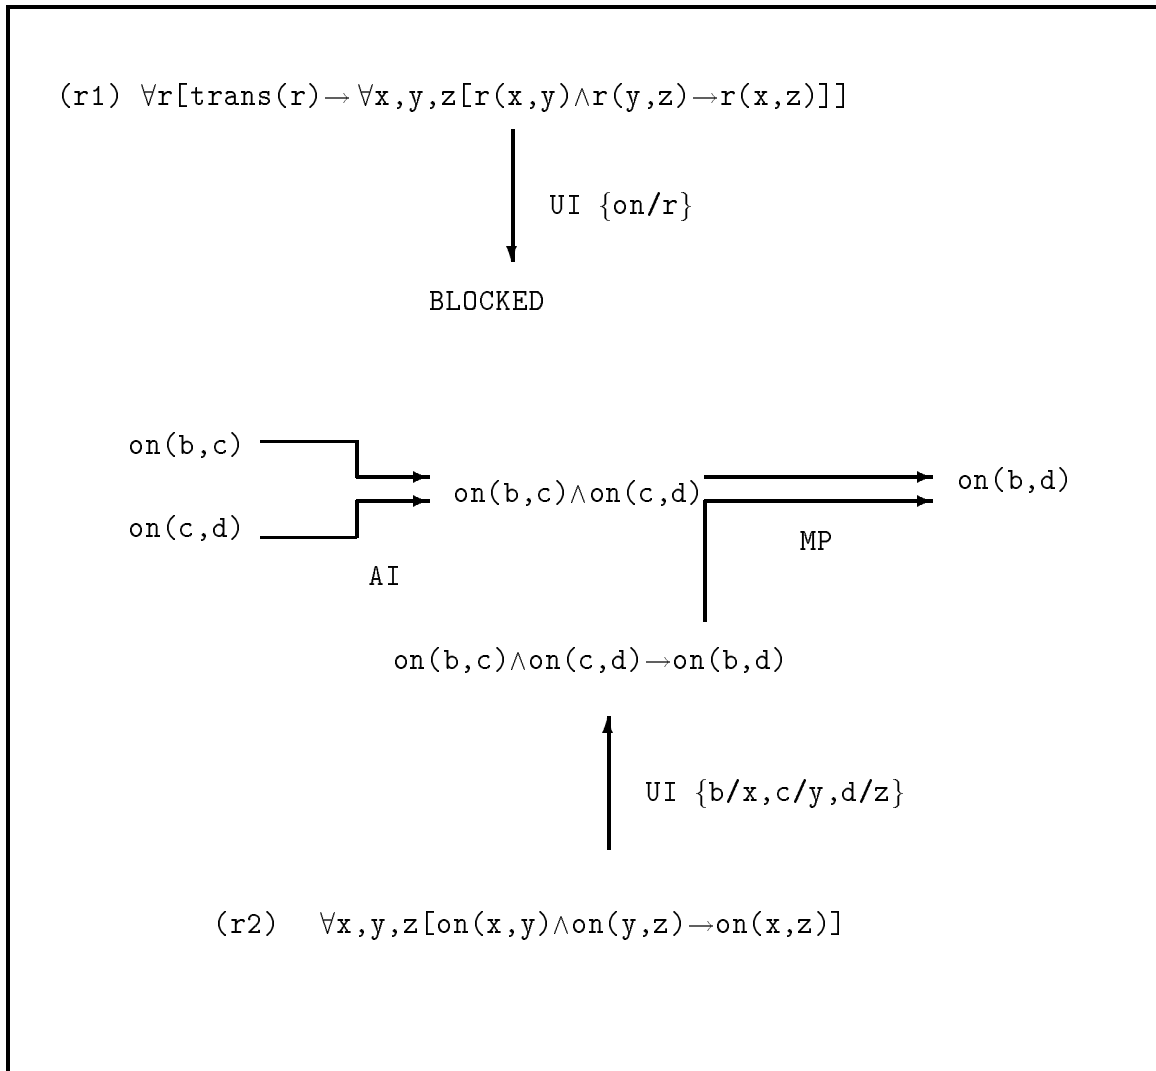 (r1) ∀r[trans(r)→ ∀x,y,z[r(x,y)∧r(y,z)→r(x,z)]]
UI {on/r}
BLOCKED
on(b,c)
on(c,d)
AI
on(b,c)∧on(c,d)
on(b,d)
MP
on(b,c)∧on(c,d)→on(b,d)
UI {b/x,c/y,d/z}
(r2) ∀x,y,z[on(x,y)∧on(y,z)→on(x,z)]